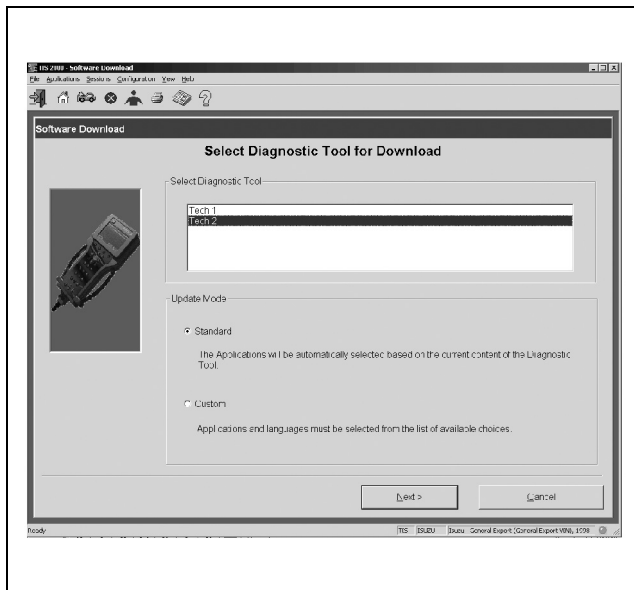 TIS 2000 - Software Download
File Applications Sessions Configuration View Help
Software Download
Select Diagnostic Tool for Download
Select Diagnostic Tool
Tech 1
Tech 2
Update Mode
Standard
The Applications will be automatically selected based on the current content of the Diagnostic
Tool.
Custom
Applications and languages must be selected from the list of available choices.
Next >
Cancel
Ready
TIS ISUZU Isuzu General Export (General Export VIN), 1998